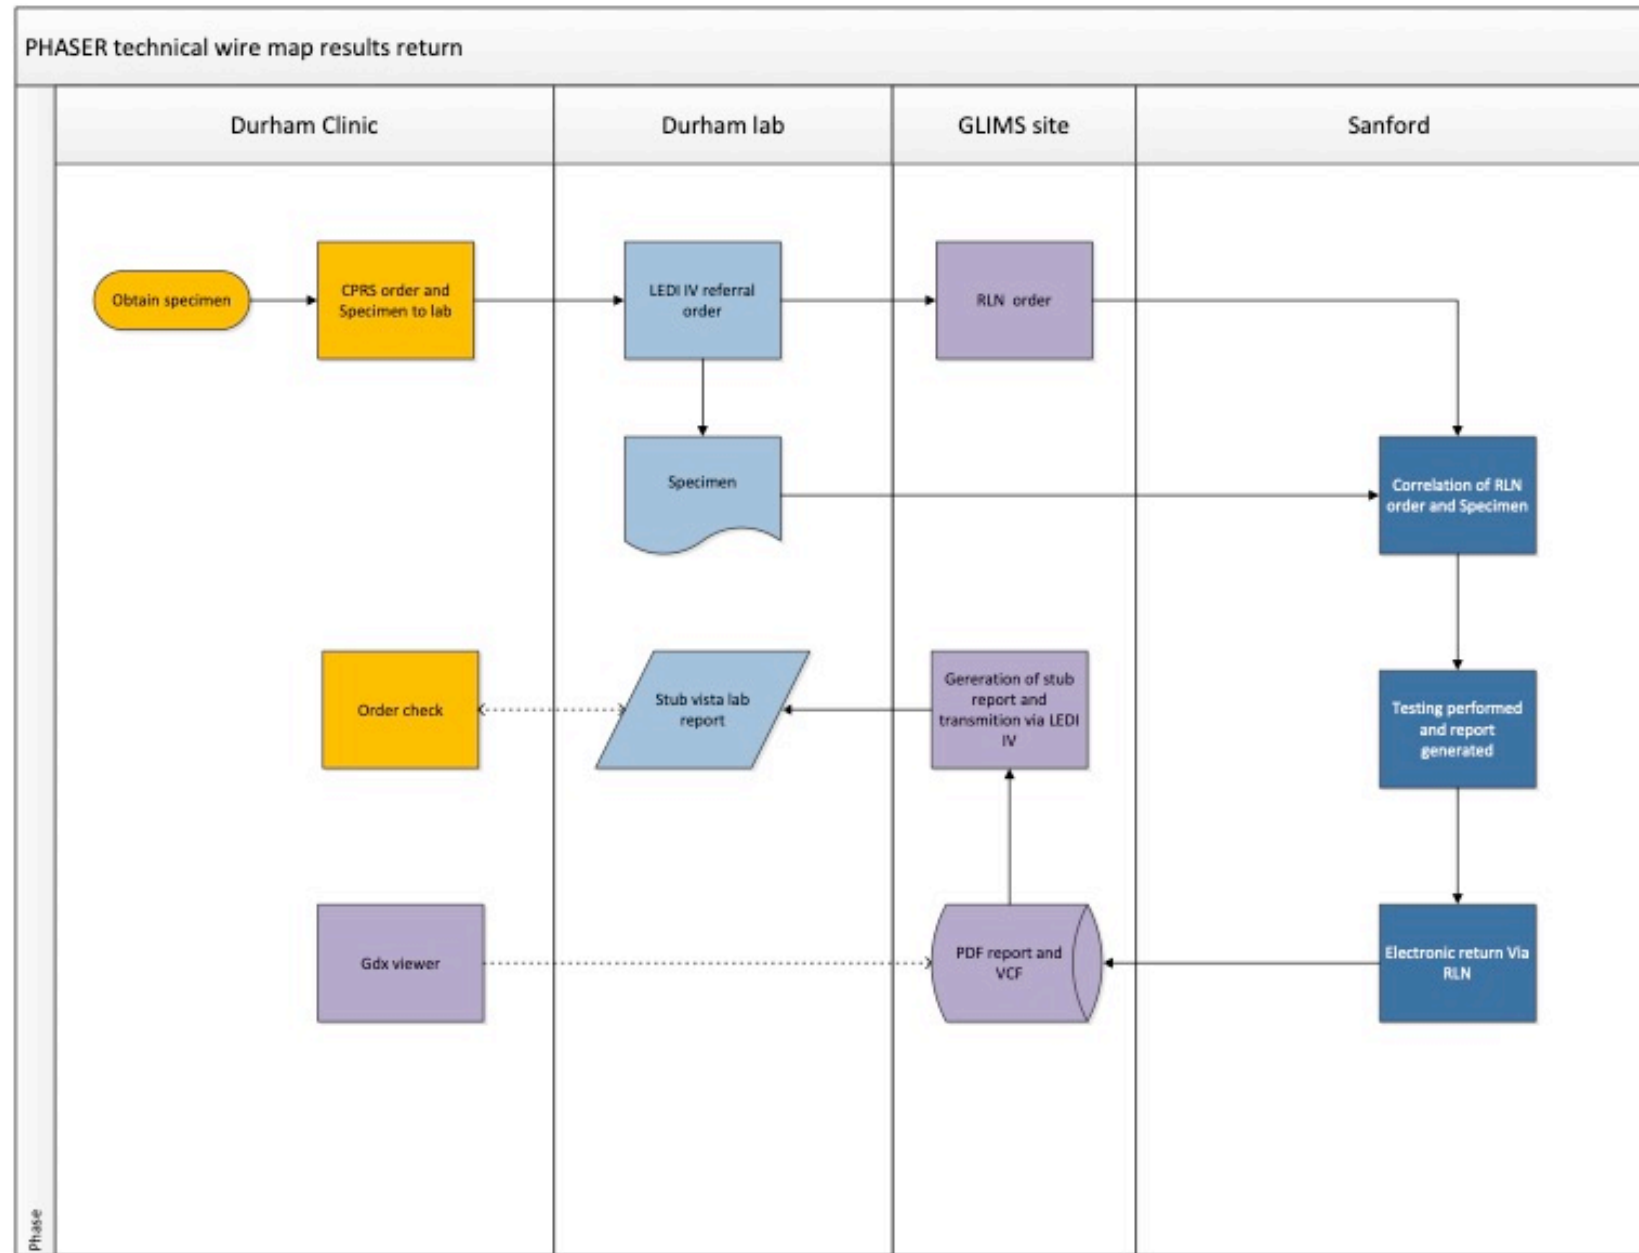 PHASER technical wire map results return
Durham Clinic
Durham lab
GLIMS site
Sanford
Obtain specimen
CPRS order and
Specimen to lab
LEDI IV referral
order
RLN order
Specimen
Correlation of RLN
order and Specimen
Order check
Stub vista lab
report
Gereration of stub
report and
transmition via LEDI
IV
Testing performed
and report
generated
Gdx viewer
PDF report and
VCF
Electronic return Via
RLN
Phase